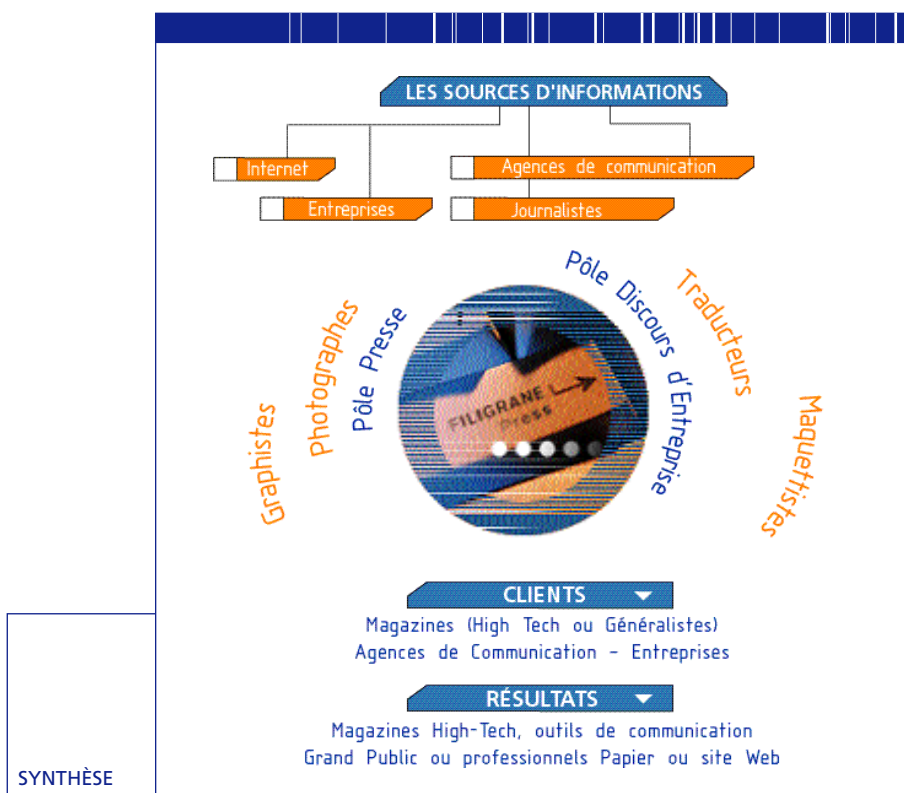 LES SOURCES D'INFORMATIONS
Internet
Agences de communication
Entreprises
Journalistes
Graphistes
Photographes
Pôle Presse
FILIGRANE
Press
Pôle Discours d'Entreprise
Traducteurs
Maquettistes
CLIENTS
Magazines (High Tech ou Généralistes)
Agences de Communication - Entreprises
RÉSULTATS
Magazines High-Tech, outils de communication
Grand Public ou professionnels Papier ou site Web
SYNTHÈSE